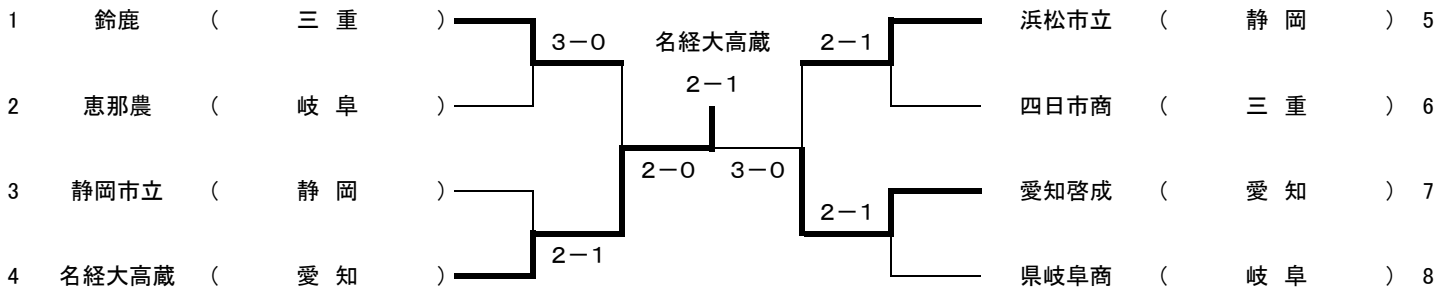 1 鈴鹿 ( 三 重 ) 3－0 名経大高蔵 2－1 浜松市立 ( 静 岡 ) 5
2－1
2 恵那農 ( 岐 阜 ) 四日市商 ( 三 重 ) 6
2－0 3－0
3 静岡市立 ( 静 岡 ) 2－1 愛知啓成 ( 愛 知 ) 7
2－1
4 名経大高蔵 ( 愛 知 ) 県岐阜商 ( 岐 阜 ) 8